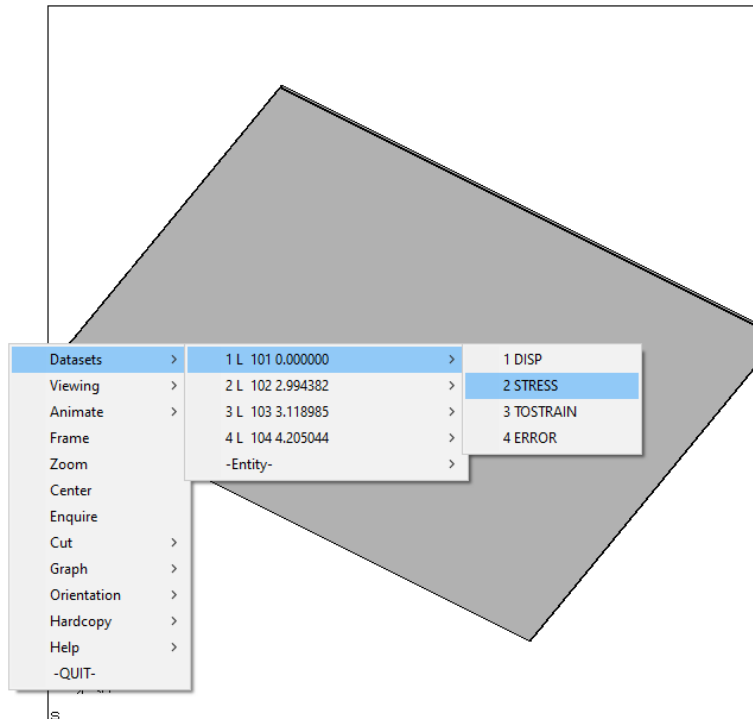 Datasets
Viewing
Animate
Frame
Zoom
Center
Enquire
Cut
Graph
Orientation
Hardcopy
Help
-QUIT-
1 L 101 0.000000
2 L 102 2.994382
3 L 103 3.118985
4 L 104 4.205044
-Entity-
1 DISP
2 STRESS
3 TOSTRAIN
4 ERROR